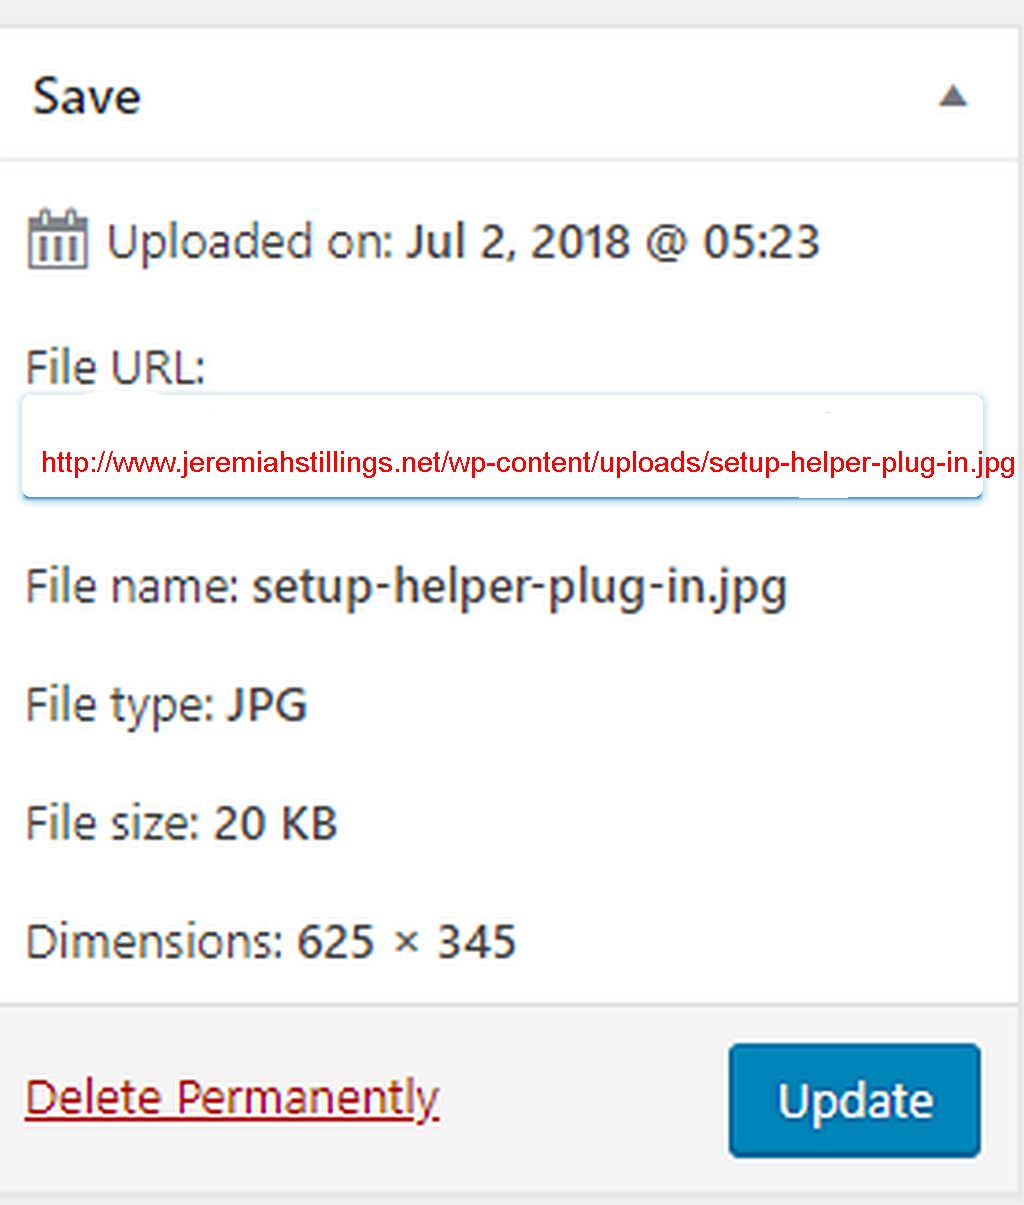 Save
Uploaded on: Jul 2, 2018 @ 05:23
File URL:
http://www.jeremiahstillings.net/wp-content/uploads/setup-helper-plug-in.jpg
File name: setup-helper-plug-in.jpg
File type: JPG
File size: 20 KB
Dimensions: 625 × 345
Delete Permanently
Update